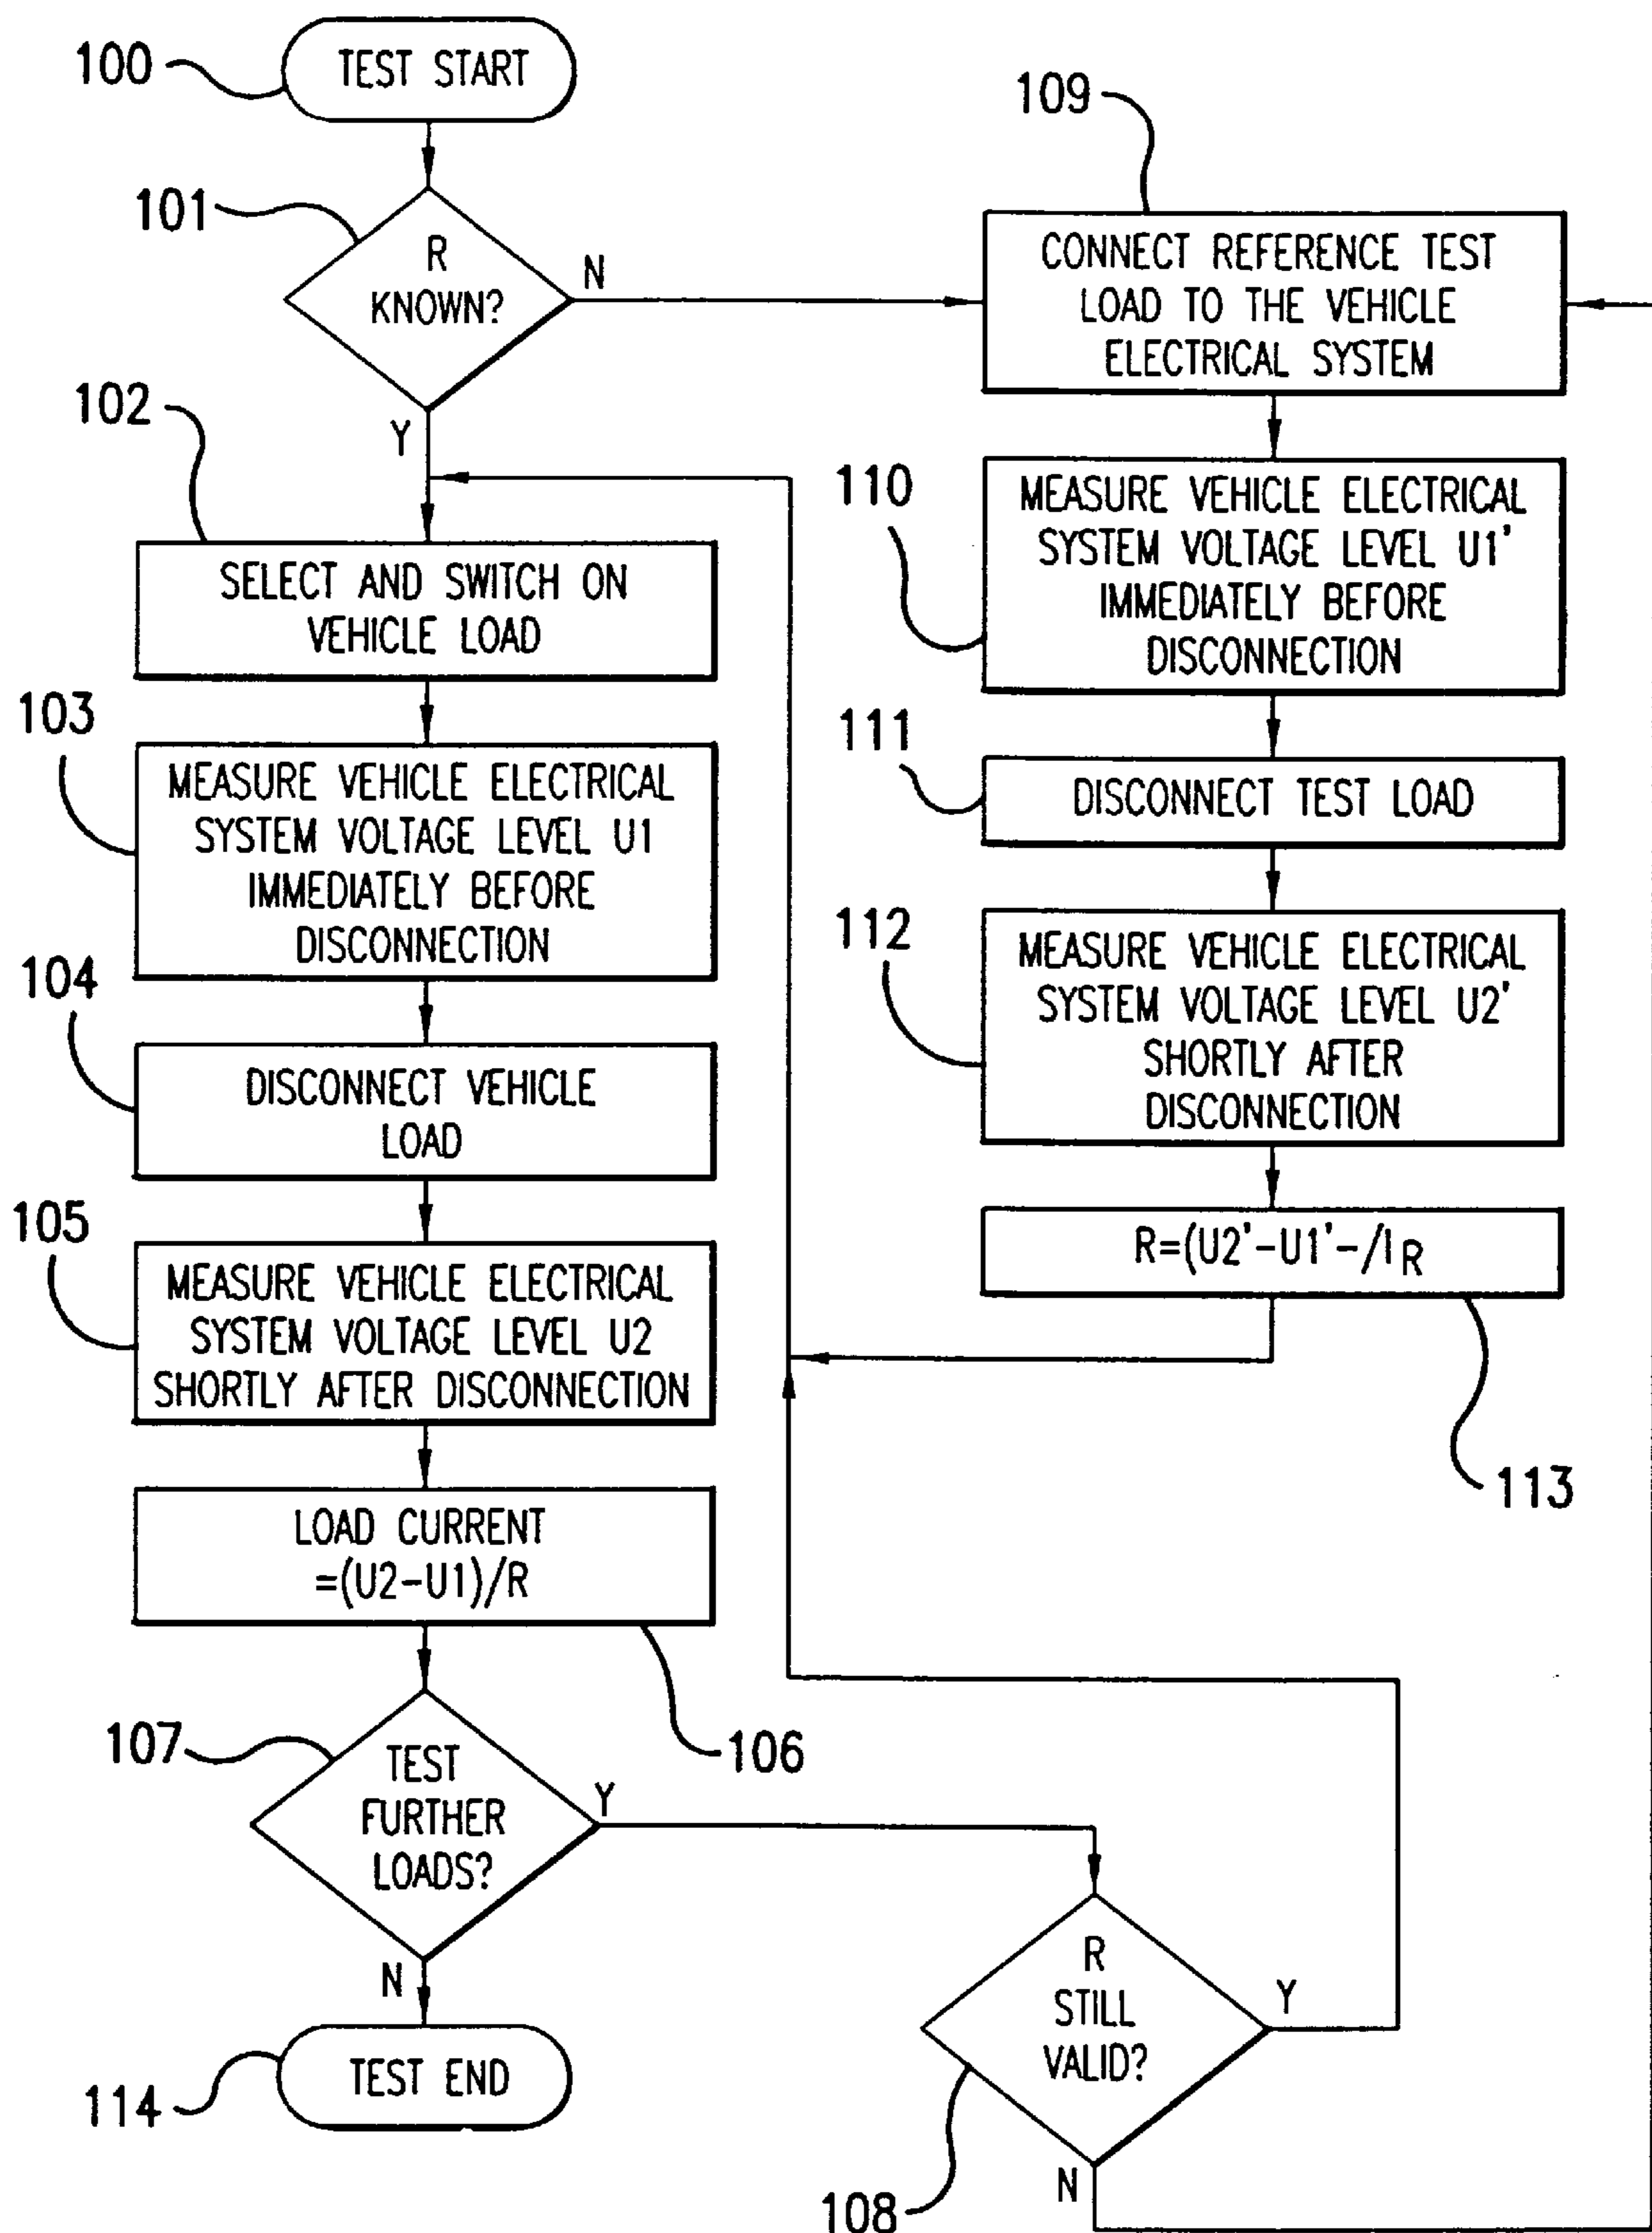 100
TEST START
101
R
KNOWN?
N
Y
102
SELECT AND SWITCH ON
VEHICLE LOAD
103
MEASURE VEHICLE ELECTRICAL
SYSTEM VOLTAGE LEVEL U1
IMMEDIATELY BEFORE
DISCONNECTION
104
DISCONNECT VEHICLE
LOAD
105
MEASURE VEHICLE ELECTRICAL
SYSTEM VOLTAGE LEVEL U2
SHORTLY AFTER DISCONNECTION
LOAD CURRENT
=(U2-U1)/R
106
107
TEST
FURTHER
LOADS?
Y
N
114
TEST END
109
CONNECT REFERENCE TEST
LOAD TO THE VEHICLE
ELECTRICAL SYSTEM
110
MEASURE VEHICLE ELECTRICAL
SYSTEM VOLTAGE LEVEL U1'
IMMEDIATELY BEFORE
DISCONNECTION
111
DISCONNECT TEST LOAD
112
MEASURE VEHICLE ELECTRICAL
SYSTEM VOLTAGE LEVEL U2'
SHORTLY AFTER
DISCONNECTION
R=(U2'-U1'-/I R
113
R
STILL
VALID?
Y
N
108